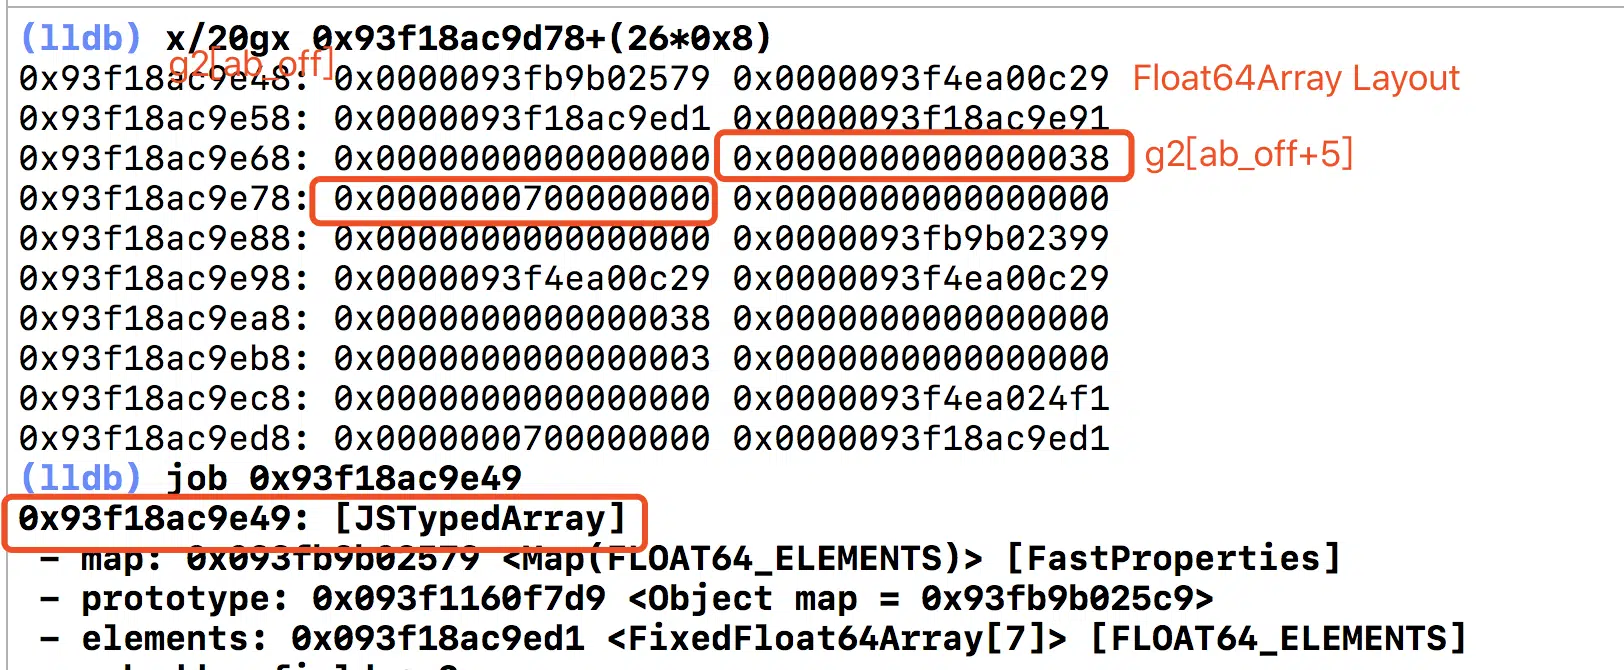 (lldb) x/20gx 0x93f18ac9d78+(26*0x8)
g2[ab_off]
0x93f18ac9e48: 0x0000093fb9b02579 0x0000093f4ea00c29 Float64Array Layout
0x93f18ac9e58: 0x0000093f18ac9ed1 0x0000093f18ac9e91
0x93f18ac9e68: 0x0000000000000000 0x0000000000000038 g2[ab_off+5]
0x93f18ac9e78: 0x0000000700000000 0x0000000000000000
0x93f18ac9e88: 0x0000000000000000 0x0000093fb9b02399
0x93f18ac9e98: 0x0000093f4ea00c29 0x0000093f4ea00c29
0x93f18ac9ea8: 0x0000000000000038 0x0000000000000000
0x93f18ac9eb8: 0x0000000000000003 0x0000000000000000
0x93f18ac9ec8: 0x0000000000000000 0x0000093f4ea024f1
0x93f18ac9ed8: 0x0000000700000000 0x0000093f18ac9ed1
(lldb) job 0x93f18ac9e49
0x93f18ac9e49: [JSTypedArray]
- map: 0x093fb9b02579 <Map(FLOAT64_ELEMENTS)> [FastProperties]
- prototype: 0x093f1160f7d9 <Object map = 0x93fb9b025c9>
- elements: 0x093f18ac9ed1 <FixedFloat64Array[7]> [FLOAT64_ELEMENTS]